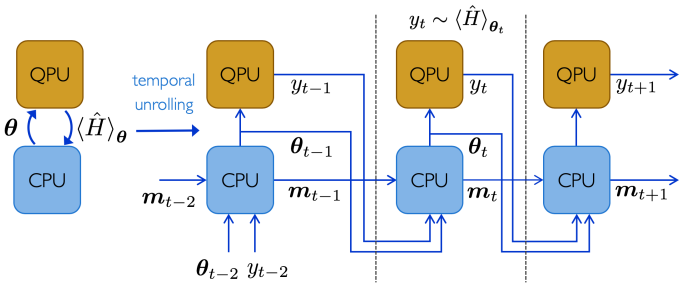 y_t ∼ ⟨Ĥ⟩_{θ_t}
QPU
QPU
y_{t−1}
QPU
y_t
QPU
y_{t+1}
temporal
unrolling
θ
⟨Ĥ⟩_θ
θ_{t−1}
θ_t
CPU
CPU
CPU
CPU
m_{t−2}
m_{t−1}
m_t
m_{t+1}
θ_{t−2}
y_{t−2}